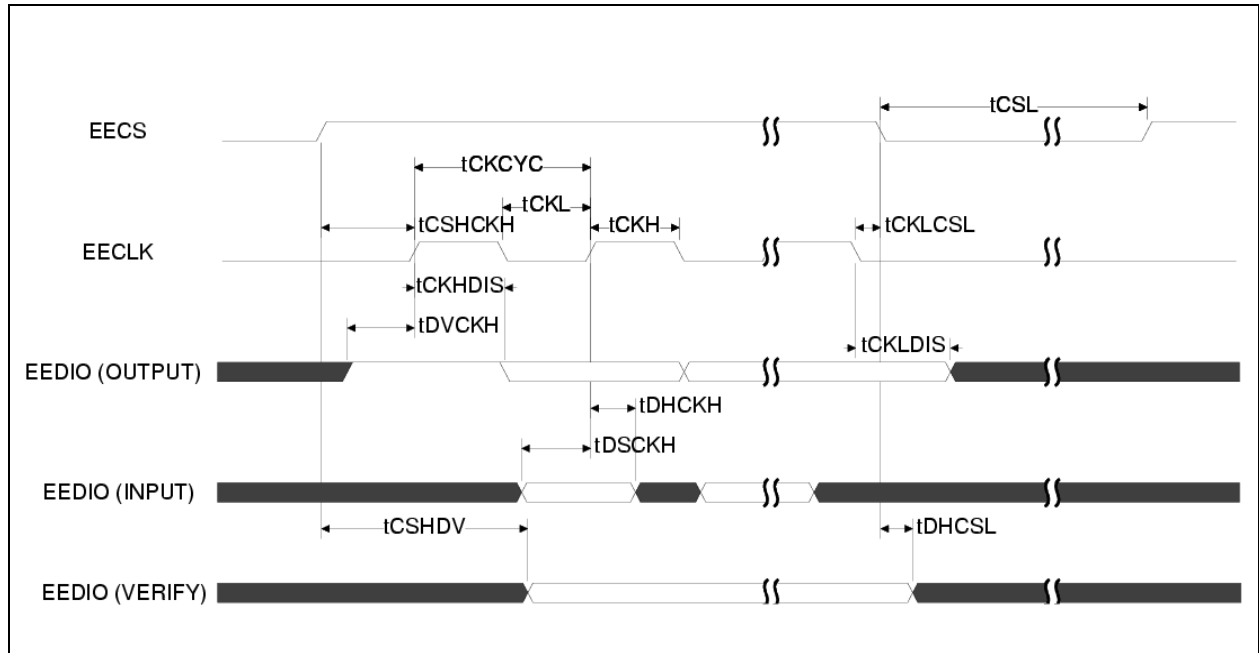 tCSL
EECS
tCKCYC
tCKL
tCSHCKH
tCKH
tCKLCSL
EECLK
tCKHDIS
tDVCKH
tCKLDIS
EEDIO (OUTPUT)
tDHCKH
tDSCKH
EEDIO (INPUT)
tCSHDV
tDHCSL
EEDIO (VERIFY)